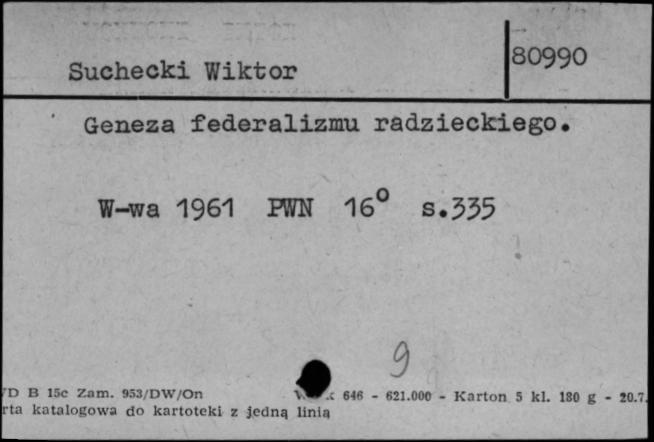 Suchecki Wiktor
80990
Geneza federalizmu radzieckiego.
W-wa 1961 PWN 16° s.335
9
B 15c Zam. 953/DW/On 646 - 621.000 - Karton 5 kl. 180 g - 20.7.
katalogowa do kartoteki z jedną linią